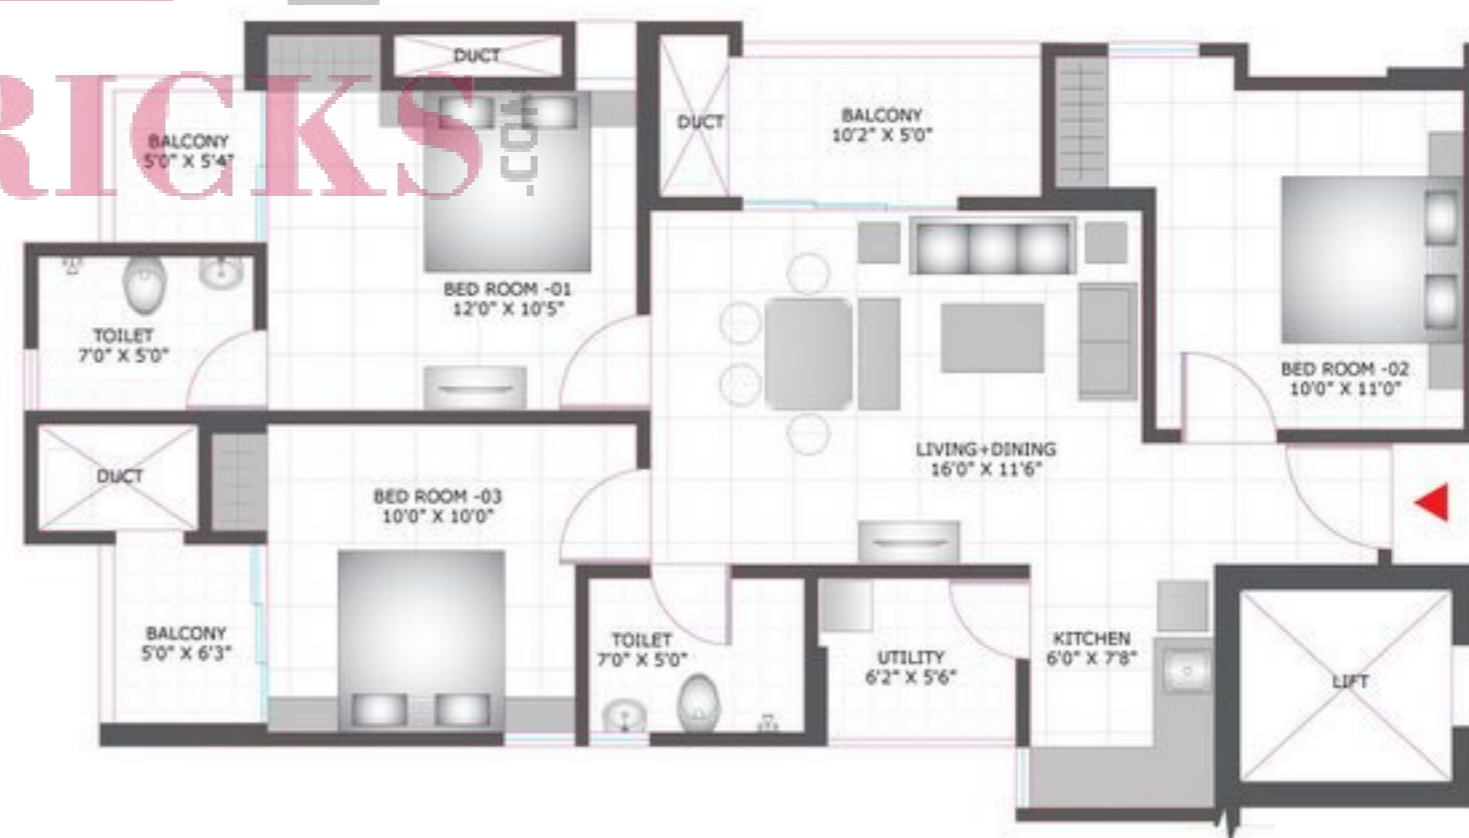 RICKS
.COM
DUCT
BALCONY
5'0" X 5'4"
DUCT
BALCONY
10'2" X 5'0"
BED ROOM -01
12'0" X 10'5"
TOILET
7'0" X 5'0"
BED ROOM -02
10'0" X 11'0"
LIVING+DINING
16'0" X 11'6"
DUCT
BED ROOM -03
10'0" X 10'0"
BALCONY
5'0" X 6'3"
TOILET
7'0" X 5'0"
UTILITY
6'2" X 5'6"
KITCHEN
6'0" X 7'8"
LIFT